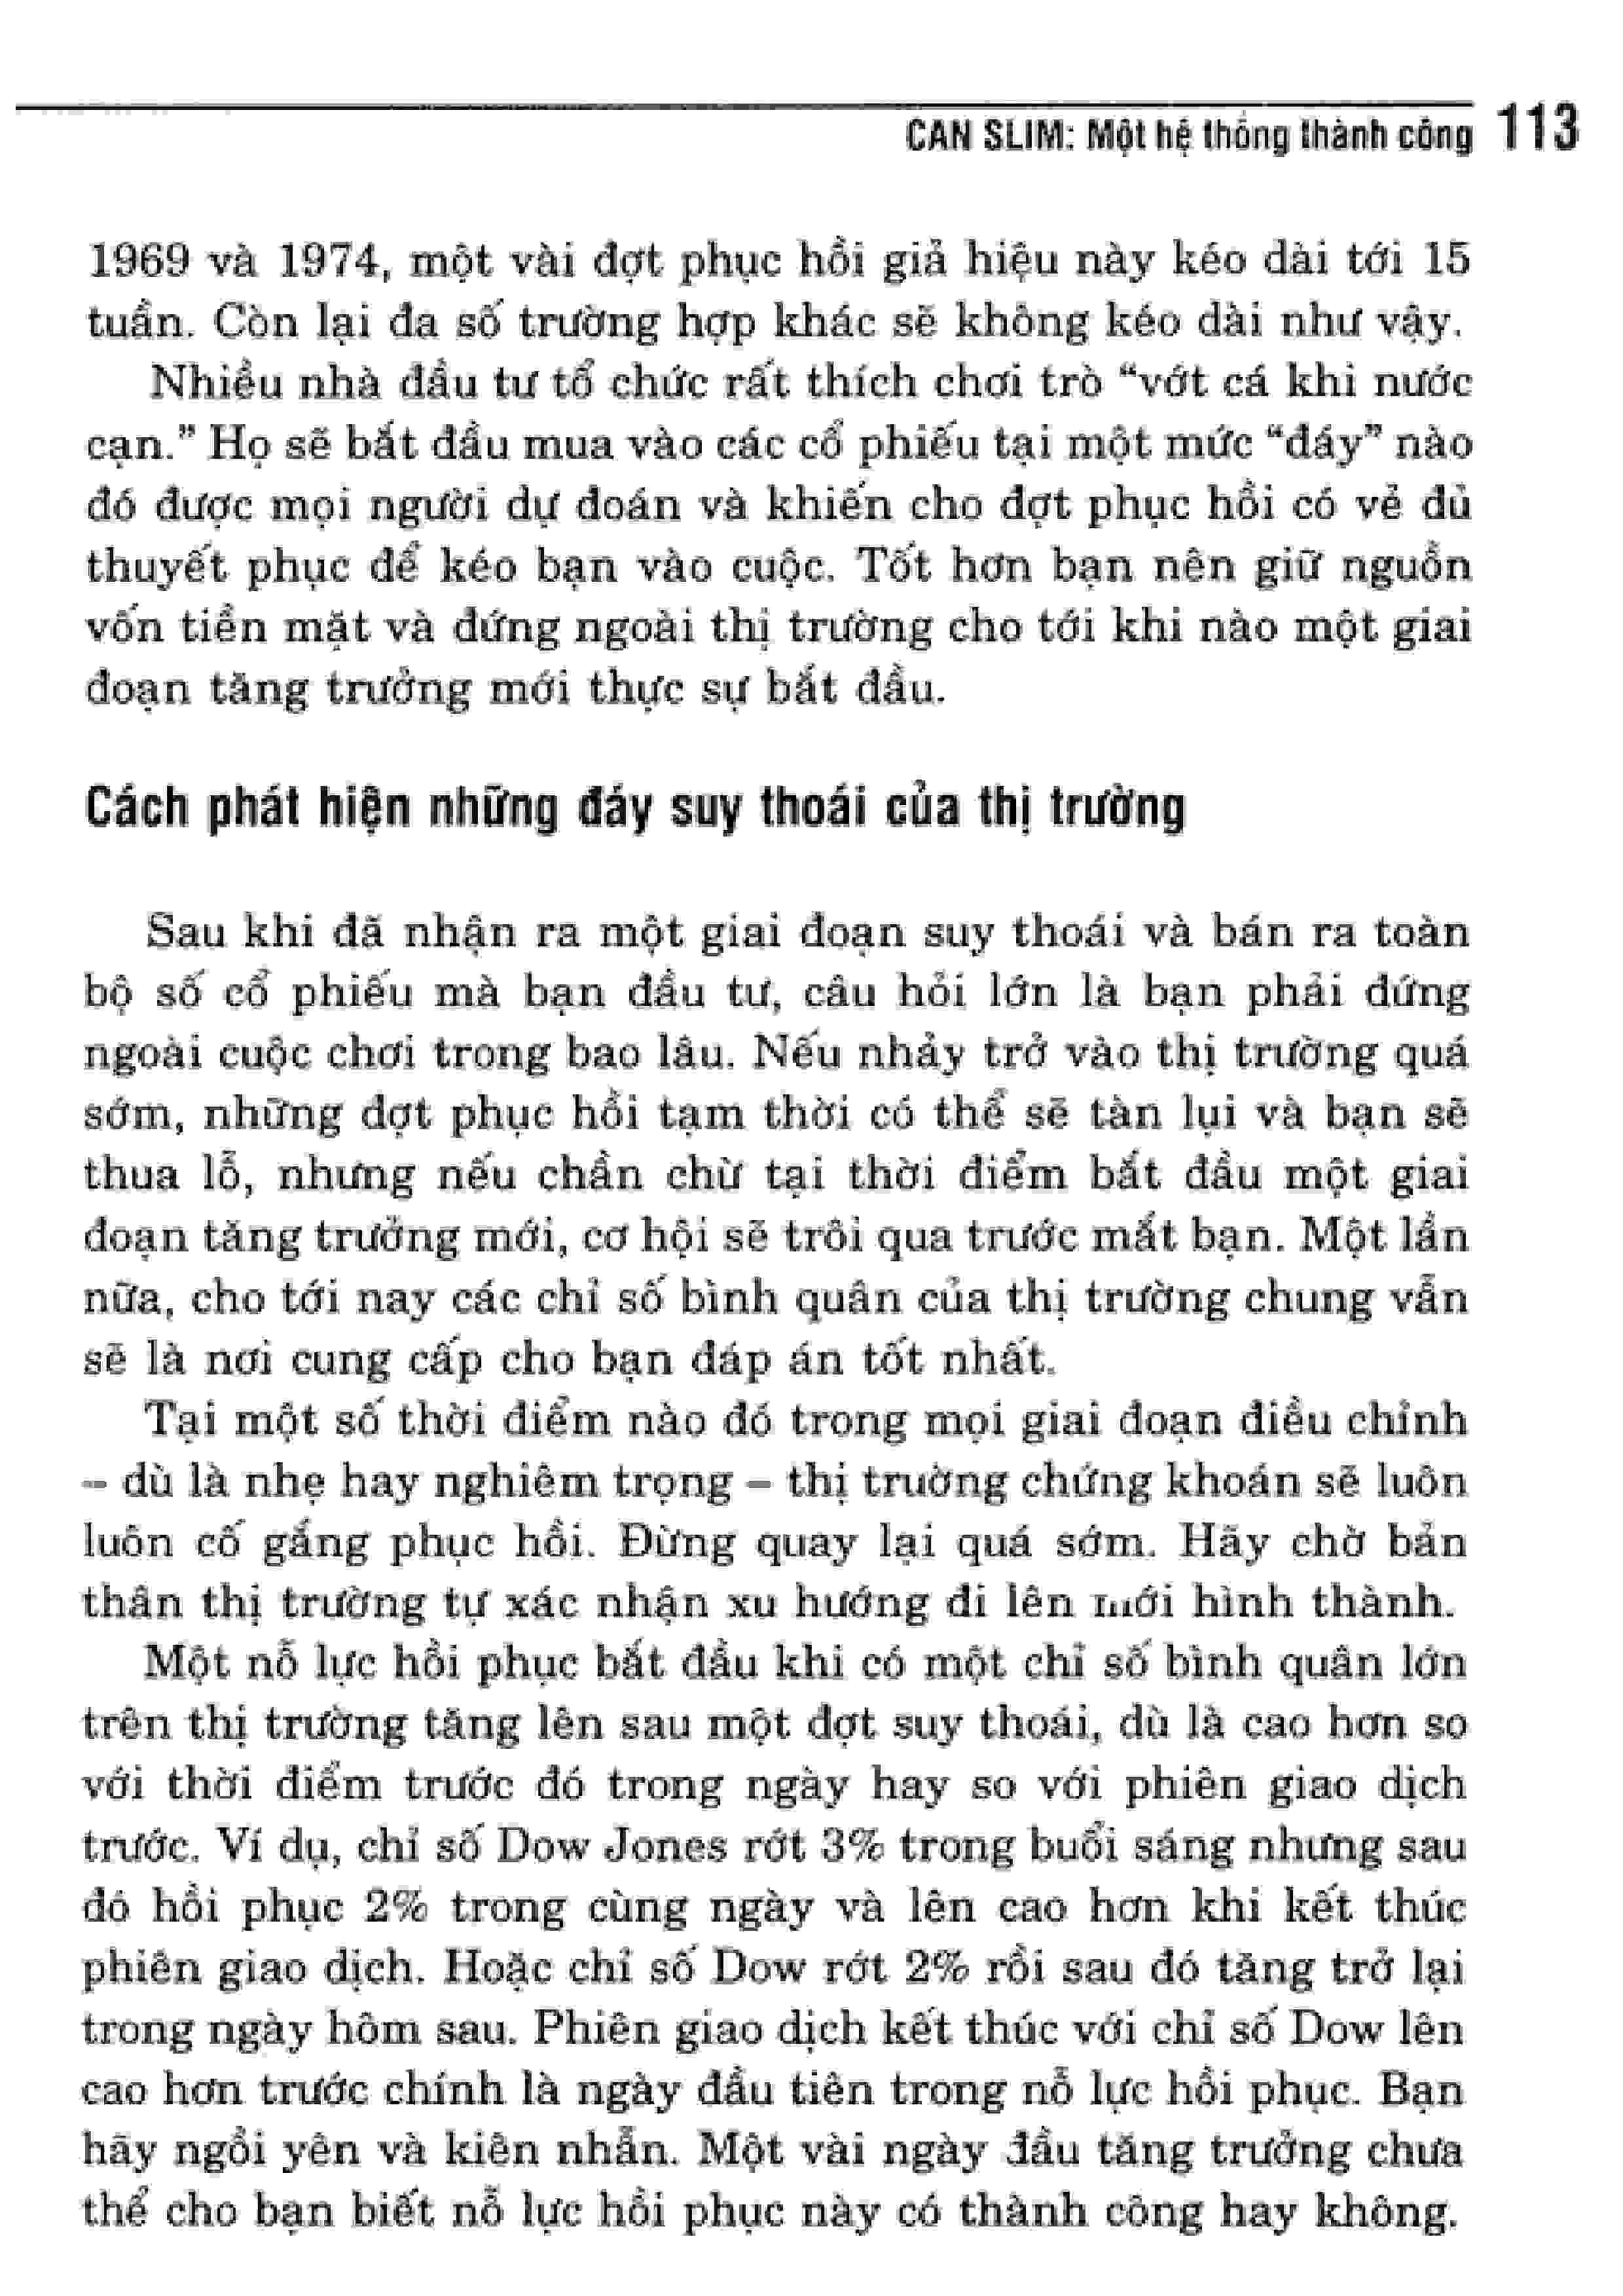 CAN SLIM: Một hệ thống thành công 113
1969 và 1974, một vài đợt phục hồi giả hiệu này kéo dài tới 15
tuần. Còn lại đa số trường hợp khác sẽ không kéo dài như vậy.
Nhiều nhà đầu tư tổ chức rất thích chơi trò “vớt cá khi nước
cạn.” Họ sẽ bắt đầu mua vào các cổ phiếu tại một mức “đáy” nào
đó được mọi người dự đoán và khiến cho đợt phục hồi có vẻ đủ
thuyết phục để kéo bạn vào cuộc. Tốt hơn bạn nên giữ nguồn
vốn tiền mặt và đứng ngoài thị trường cho tới khi nào một giai
đoạn tăng trưởng mới thực sự bắt đầu.
Cách phát hiện những đáy suy thoái của thị trường
Sau khi đã nhận ra một giai đoạn suy thoái và bán ra toàn
bộ số cổ phiếu mà bạn đầu tư, câu hỏi lớn là bạn phải đứng
ngoài cuộc chơi trong bao lâu. Nếu nhảy trở vào thị trường quá
sớm, những đợt phục hồi tạm thời có thể sẽ tàn lụi và bạn sẽ
thua lỗ, nhưng nếu chần chừ tại thời điểm bắt đầu một giai
đoạn tăng trưởng mới, cơ hội sẽ trôi qua trước mắt bạn. Một lần
nữa, cho tới nay các chỉ số bình quân của thị trường chung vẫn
sẽ là nơi cung cấp cho bạn đáp án tốt nhất.
Tại một số thời điểm nào đó trong mọi giai đoạn điều chỉnh
– dù là nhẹ hay nghiêm trọng – thị trường chứng khoán sẽ luôn
luôn cố gắng phục hồi. Đừng quay lại quá sớm. Hãy chờ bản
thân thị trường tự xác nhận xu hướng đi lên mới hình thành.
Một nỗ lực hồi phục bắt đầu khi có một chỉ số bình quân lớn
trên thị trường tăng lên sau một đợt suy thoái, dù là cao hơn so
với thời điểm trước đó trong ngày hay so với phiên giao dịch
trước. Ví dụ, chỉ số Dow Jones rớt 3% trong buổi sáng nhưng sau
đó hồi phục 2% trong cùng ngày và lên cao hơn khi kết thúc
phiên giao dịch. Hoặc chỉ số Dow rớt 2% rồi sau đó tăng trở lại
trong ngày hôm sau. Phiên giao dịch kết thúc với chỉ số Dow lên
cao hơn trước chính là ngày đầu tiên trong nỗ lực hồi phục. Bạn
hãy ngồi yên và kiên nhẫn. Một vài ngày đầu tăng trưởng chưa
thể cho bạn biết nỗ lực hồi phục này có thành công hay không.